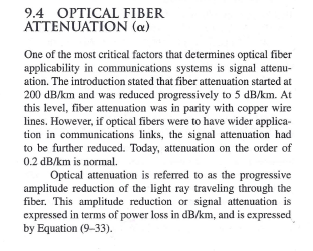 9.4 OPTICAL FIBER
ATTENUATION (α)
One of the most critical factors that determines optical fiber
applicability in communications systems is signal attenu-
ation. The introduction stated that fiber attenuation started at
200 dB/km and was reduced progressively to 5 dB/km. At
this level, fiber attenuation was in parity with copper wire
lines. However, if optical fibers were to have wider applica-
tion in communications links, the signal attenuation had
to be further reduced. Today, attenuation on the order of
0.2 dB/km is normal.
Optical attenuation is referred to as the progressive
amplitude reduction of the light ray traveling through the
fiber. This amplitude reduction or signal attenuation is
expressed in terms of power loss in dB/km, and is expressed
by Equation (9–33).